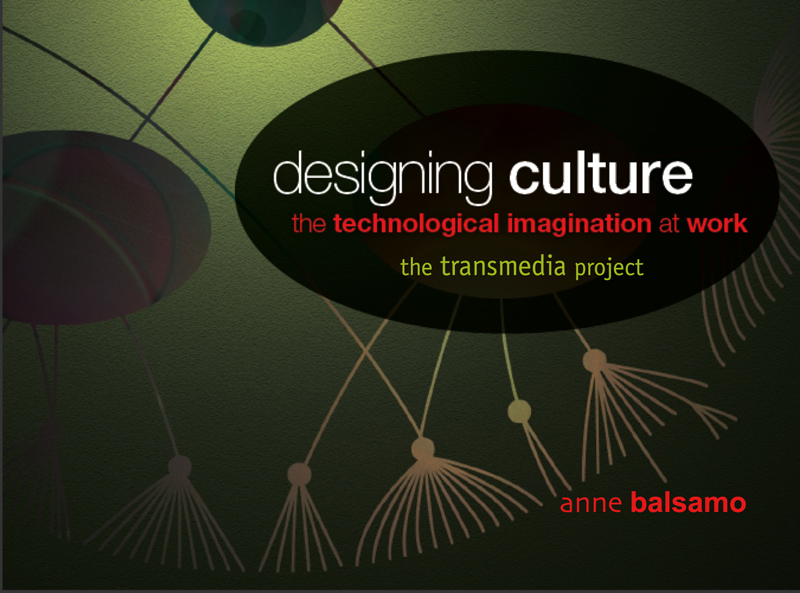 designing culture
the technological imagination at work
the transmedia project
anne balsamo